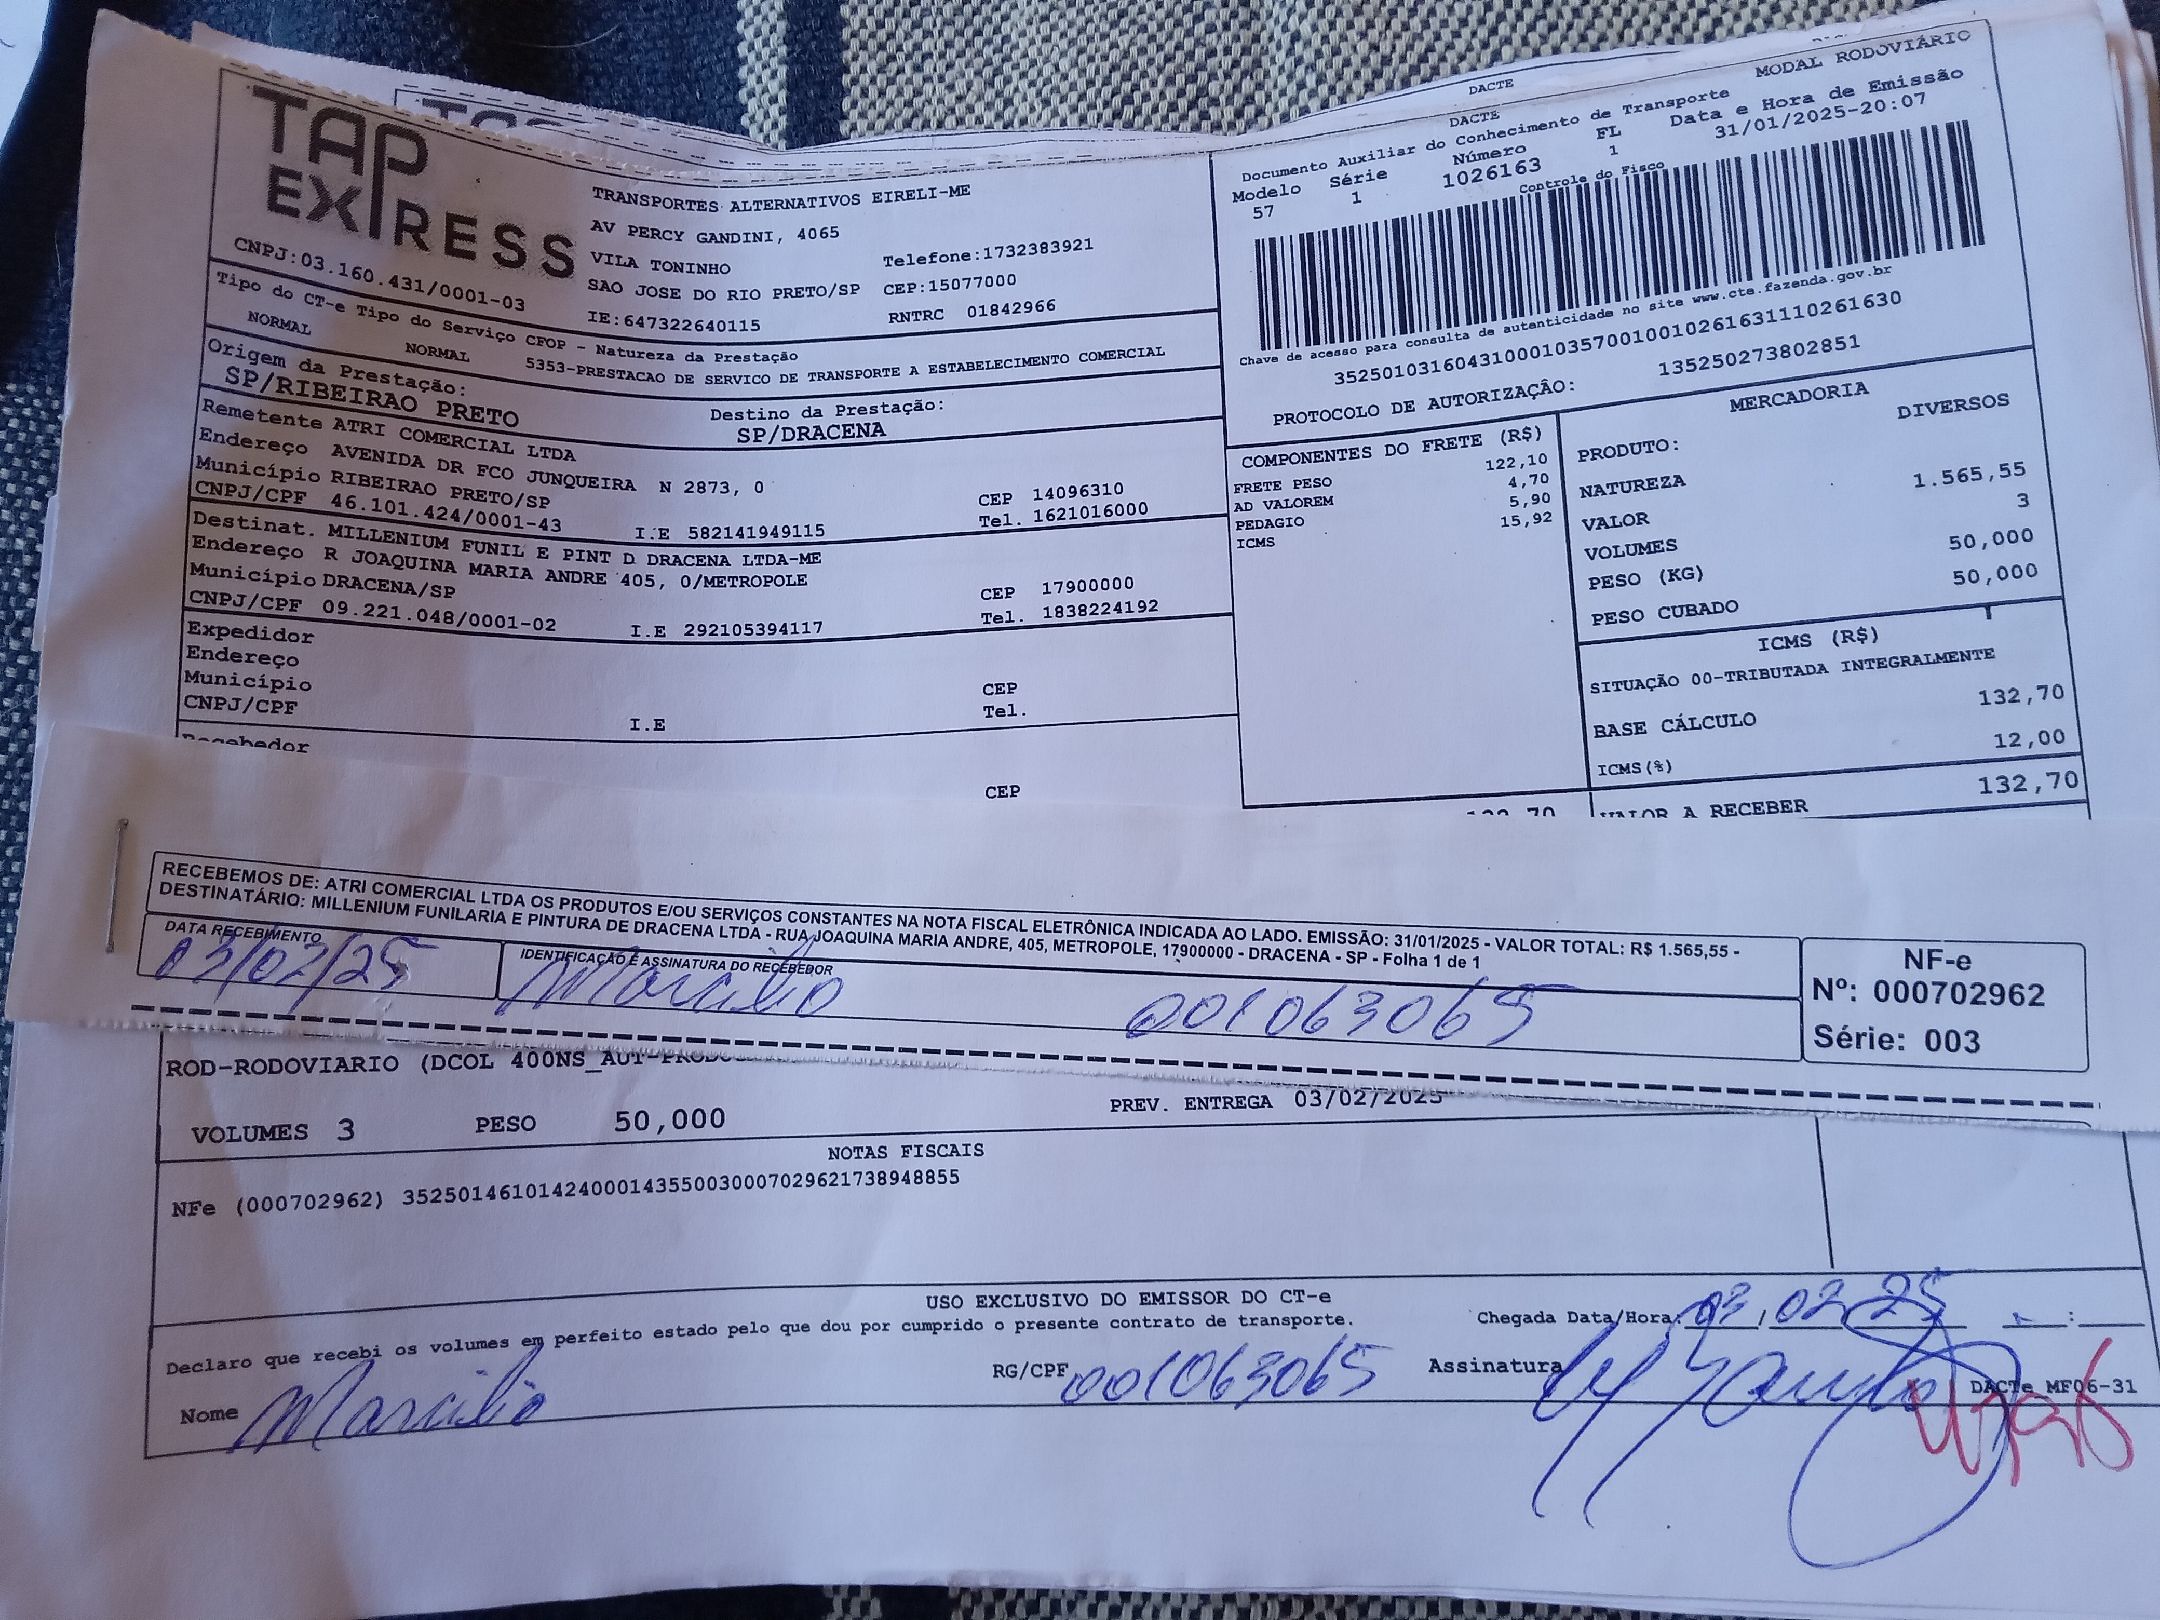 DACTE
DACTE
MODAL RODOVIÁRIO
TAP EXPRESS
CNPJ:03.160.431/0001-03
TRANSPORTES ALTERNATIVOS EIRELI-ME
AV PERCY GANDINI, 4065
VILA TONINHO Telefone:1732383921
SAO JOSE DO RIO PRETO/SP CEP:15077000
IE:647322640115 RNTRC 01842966
Documento Auxiliar do Conhecimento de Transporte
Modelo Série Número FL Data e Hora de Emissão
57 1 1026163 1 31/01/2025-20:07
Controle do Fisco
Chave de acesso para consulta de autenticidade no site www.cte.fazenda.gov.br
35250103160431000103570010010261631110261630
PROTOCOLO DE AUTORIZAÇÂO: 135250273802851
Tipo do CT-e Tipo do Serviço CFOP - Natureza da Prestação
NORMAL NORMAL 5353-PRESTACAO DE SERVICO DE TRANSPORTE A ESTABELECIMENTO COMERCIAL
Origem da Prestação: Destino da Prestação:
SP/RIBEIRAO PRETO SP/DRACENA
Remetente ATRI COMERCIAL LTDA
Endereço AVENIDA DR FCO JUNQUEIRA N 2873, 0
Município RIBEIRAO PRETO/SP CEP 14096310
CNPJ/CPF 46.101.424/0001-43 I.E 582141949115 Tel. 1621016000
Destinat. MILLENIUM FUNIL E PINT D DRACENA LTDA-ME
Endereço R JOAQUINA MARIA ANDRE 405, 0/METROPOLE
Município DRACENA/SP CEP 17900000
CNPJ/CPF 09.221.048/0001-02 I.E 292105394117 Tel. 1838224192
Expedidor
Endereço
Município CEP
CNPJ/CPF I.E Tel.
Recebedor
CEP
COMPONENTES DO FRETE (R$)
FRETE PESO 122,10
AD VALOREM 4,70
PEDAGIO 5,90
ICMS 15,92
132,70
MERCADORIA
PRODUTO: DIVERSOS
NATUREZA
VALOR 1.565,55
VOLUMES 3
PESO (KG) 50,000
PESO CUBADO 50,000
ICMS (R$)
SITUAÇÃO 00-TRIBUTADA INTEGRALMENTE
BASE CÁLCULO 132,70
ICMS(%) 12,00
VALOR A RECEBER 132,70
RECEBEMOS DE: ATRI COMERCIAL LTDA OS PRODUTOS E/OU SERVIÇOS CONSTANTES NA NOTA FISCAL ELETRÔNICA INDICADA AO LADO. EMISSÃO: 31/01/2025 - VALOR TOTAL: R$ 1.565,55 -
DESTINATÁRIO: MILLENIUM FUNILARIA E PINTURA DE DRACENA LTDA - RUA JOAQUINA MARIA ANDRE, 405, METROPOLE, 17900000 - DRACENA - SP - Folha 1 de 1
DATA RECEBIMENTO IDENTIFICAÇÃO E ASSINATURA DO RECEBEDOR
03/02/25 Marcilio 001063065
NF-e
Nº: 000702962
Série: 003
ROD-RODOVIARIO (DCOL 400NS_AUT-
VOLUMES 3 PESO 50,000 PREV. ENTREGA 03/02/2025
NOTAS FISCAIS
NFe (000702962) 35250146101424000143550030007029621738948855
USO EXCLUSIVO DO EMISSOR DO CT-e
Declaro que recebi os volumes em perfeito estado pelo que dou por cumprido o presente contrato de transporte.
Chegada Data/Hora: 03/02/25 :
Nome Marcilio RG/CPF 001063065 Assinatura
DACTe MF06-31